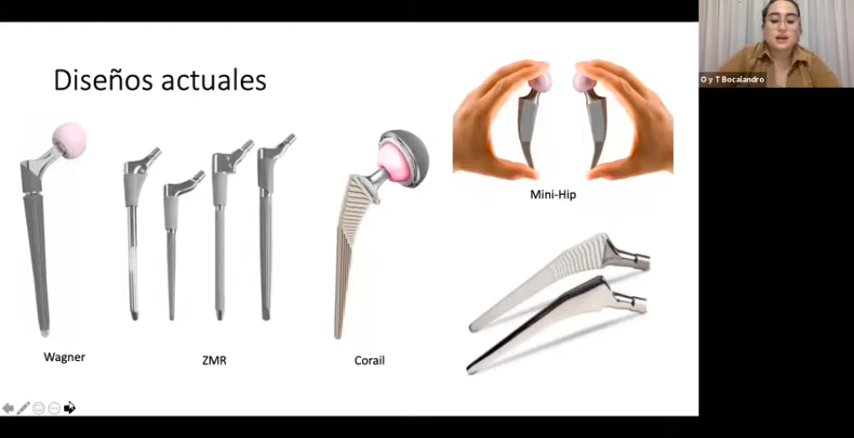 Diseños actuales
O y T Bocalandro
Mini-Hip
Wagner
ZMR
Corail